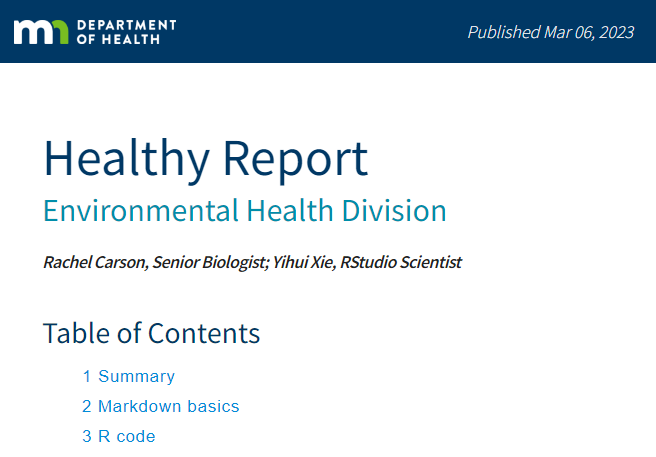 mn DEPARTMENT
OF HEALTH
Published Mar 06, 2023
Healthy Report
Environmental Health Division
Rachel Carson, Senior Biologist; Yihui Xie, RStudio Scientist
Table of Contents
1 Summary
2 Markdown basics
3 R code